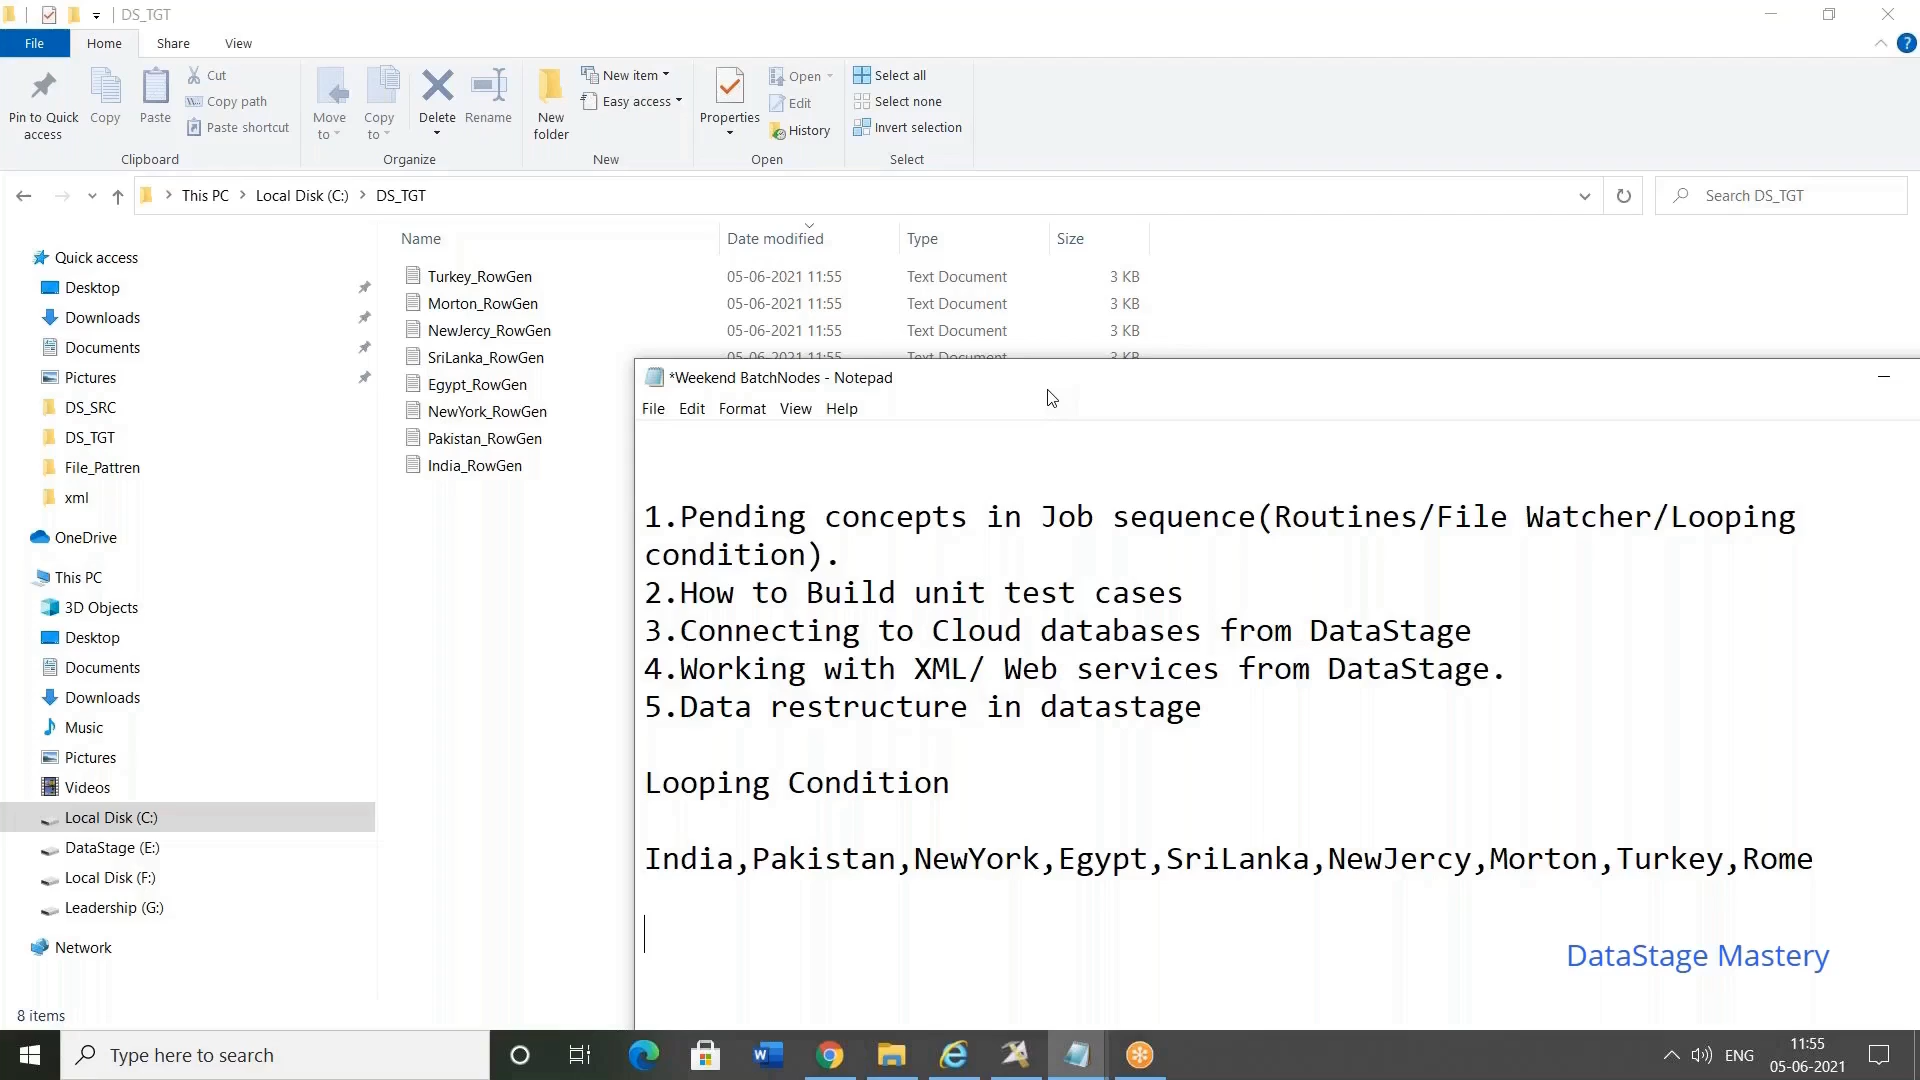 DS_TGT
File Home Share View
Pin to Quick access
Copy
Paste
Cut
Copy path
Paste shortcut
Clipboard
Move to
Copy to
Delete
Rename
Organize
New folder
New item
Easy access
New
Properties
Open
Edit
History
Open
Select all
Select none
Invert selection
Select
This PC > Local Disk (C:) > DS_TGT
Search DS_TGT
Name Date modified Type Size
Quick access
Desktop
Downloads
Documents
Pictures
DS_SRC
DS_TGT
File_Pattren
xml
OneDrive
This PC
3D Objects
Desktop
Documents
Downloads
Music
Pictures
Videos
Local Disk (C:)
DataStage (E:)
Local Disk (F:)
Leadership (G:)
Network
8 items
Turkey_RowGen 05-06-2021 11:55 Text Document 3 KB
Morton_RowGen 05-06-2021 11:55 Text Document 3 KB
NewJercy_RowGen 05-06-2021 11:55 Text Document 3 KB
SriLanka_RowGen 05-06-2021 11:55 Text Document 3 KB
Egypt_RowGen
NewYork_RowGen
Pakistan_RowGen
India_RowGen
*Weekend BatchNodes - Notepad
File Edit Format View Help
1.Pending concepts in Job sequence(Routines/File Watcher/Looping
condition).
2.How to Build unit test cases
3.Connecting to Cloud databases from DataStage
4.Working with XML/ Web services from DataStage.
5.Data restructure in datastage
Looping Condition
India,Pakistan,NewYork,Egypt,SriLanka,NewJercy,Morton,Turkey,Rome
DataStage Mastery
Type here to search
ENG
11:55
05-06-2021